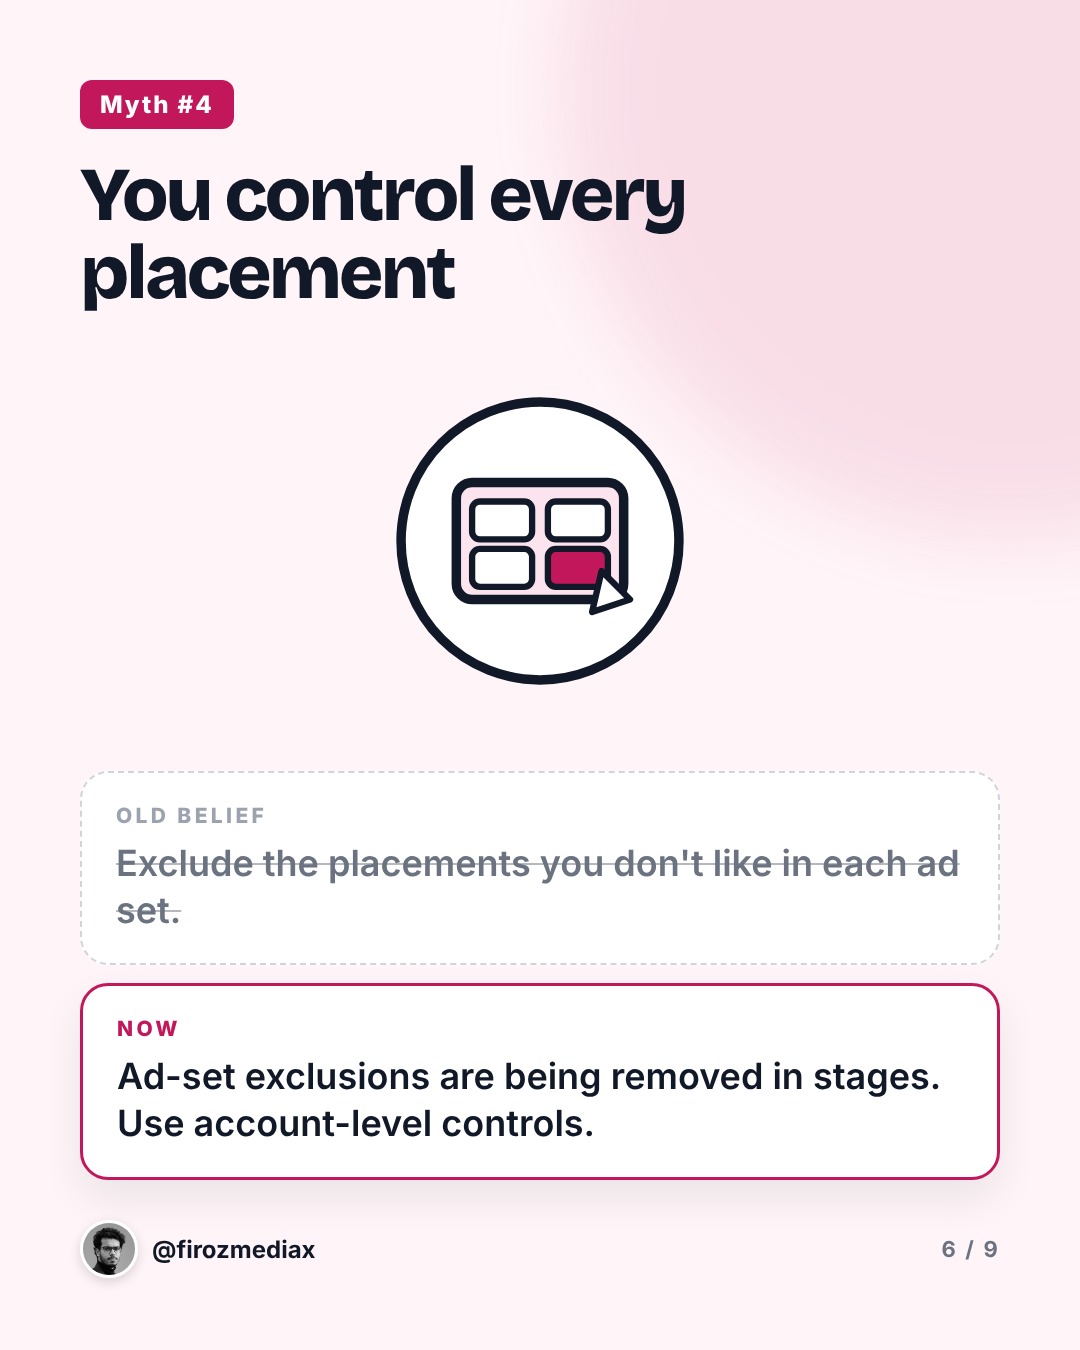 Myth #4
You control every
placement
OLD BELIEF
Exclude the placements you don't like in each ad
set.
NOW
Ad-set exclusions are being removed in stages.
Use account-level controls.
@firozmediax
6 / 9